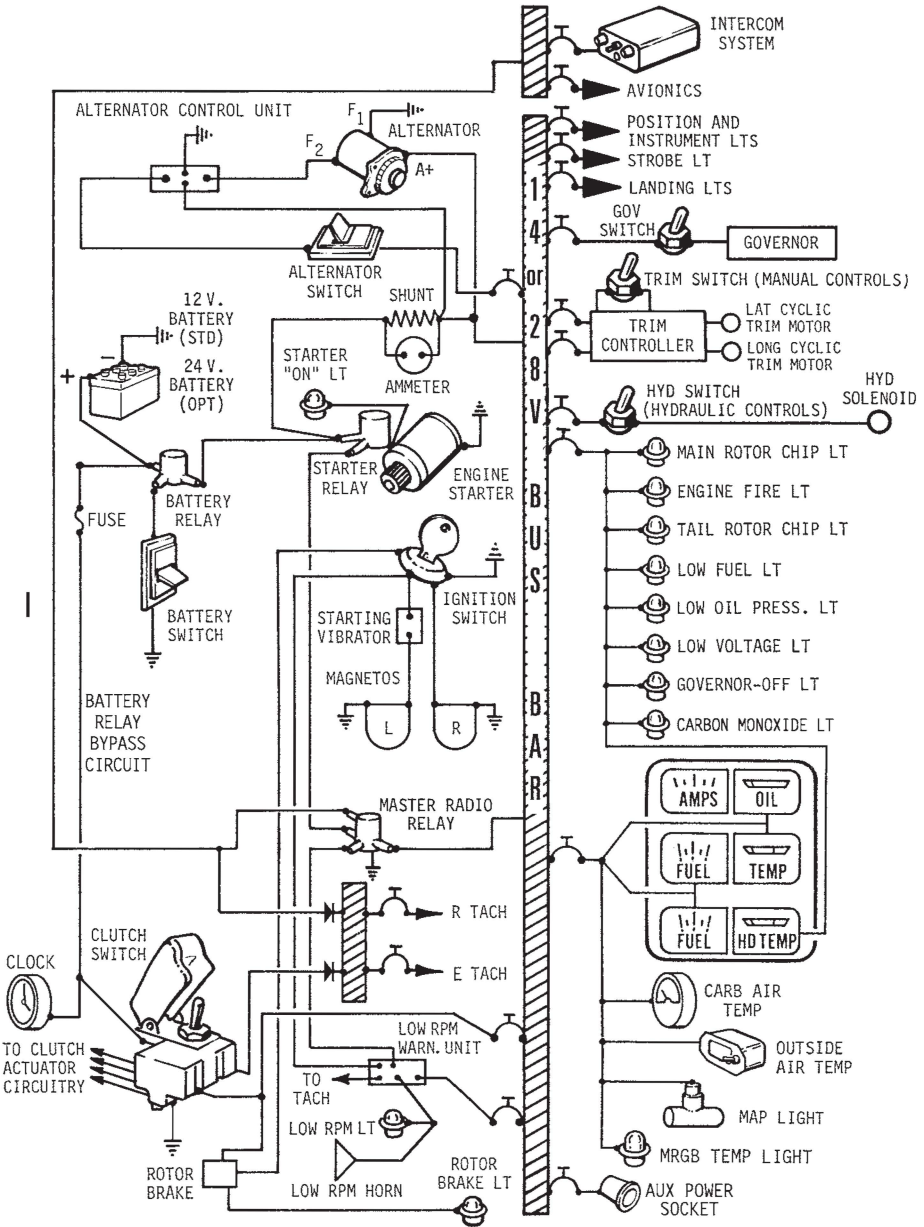 INTERCOM
SYSTEM
AVIONICS
ALTERNATOR CONTROL UNIT
F1
ALTERNATOR
F2
A+
POSITION AND
INSTRUMENT LTS
STROBE LT
LANDING LTS
14 or 28 V BUS BAR
GOV
SWITCH
GOVERNOR
ALTERNATOR
SWITCH
TRIM SWITCH (MANUAL CONTROLS)
TRIM
CONTROLLER
LAT CYCLIC
TRIM MOTOR
LONG CYCLIC
TRIM MOTOR
12 V.
BATTERY
(STD)
24 V.
BATTERY
(OPT)
+
−
SHUNT
AMMETER
STARTER
"ON" LT
STARTER
RELAY
ENGINE
STARTER
HYD SWITCH
(HYDRAULIC CONTROLS)
HYD
SOLENOID
BATTERY
RELAY
FUSE
BATTERY
SWITCH
IGNITION
SWITCH
STARTING
VIBRATOR
MAGNETOS
L
R
MAIN ROTOR CHIP LT
ENGINE FIRE LT
TAIL ROTOR CHIP LT
LOW FUEL LT
LOW OIL PRESS. LT
LOW VOLTAGE LT
GOVERNOR-OFF LT
CARBON MONOXIDE LT
BATTERY
RELAY
BYPASS
CIRCUIT
AMPS
OIL
FUEL
TEMP
FUEL
HD TEMP
MASTER RADIO
RELAY
R TACH
E TACH
CLUTCH
SWITCH
CLOCK
TO CLUTCH
ACTUATOR
CIRCUITRY
LOW RPM
WARN. UNIT
TO
TACH
LOW RPM LT
LOW RPM HORN
ROTOR
BRAKE
ROTOR
BRAKE LT
CARB AIR
TEMP
OUTSIDE
AIR TEMP
MAP LIGHT
MRGB TEMP LIGHT
AUX POWER
SOCKET